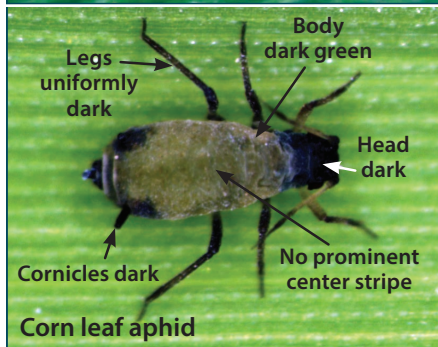 Body
dark green
Legs
uniformly
dark
Head
dark
No prominent
center stripe
Cornicles dark
Corn leaf aphid